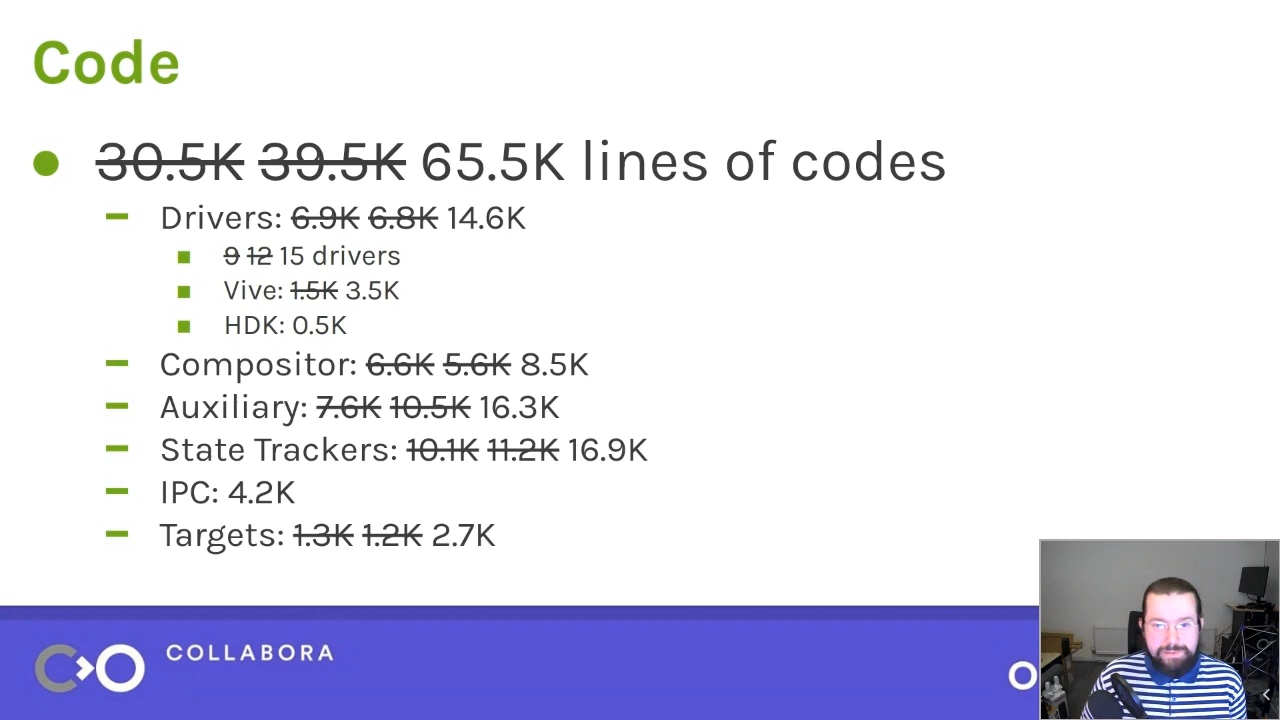 Code
30.5K 39.5K 65.5K lines of codes
Drivers: 6.9K 6.8K 14.6K
9 12 15 drivers
Vive: 1.5K 3.5K
HDK: 0.5K
Compositor: 6.6K 5.6K 8.5K
Auxiliary: 7.6K 10.5K 16.3K
State Trackers: 10.1K 11.2K 16.9K
IPC: 4.2K
Targets: 1.3K 1.2K 2.7K
COLLABORA
O